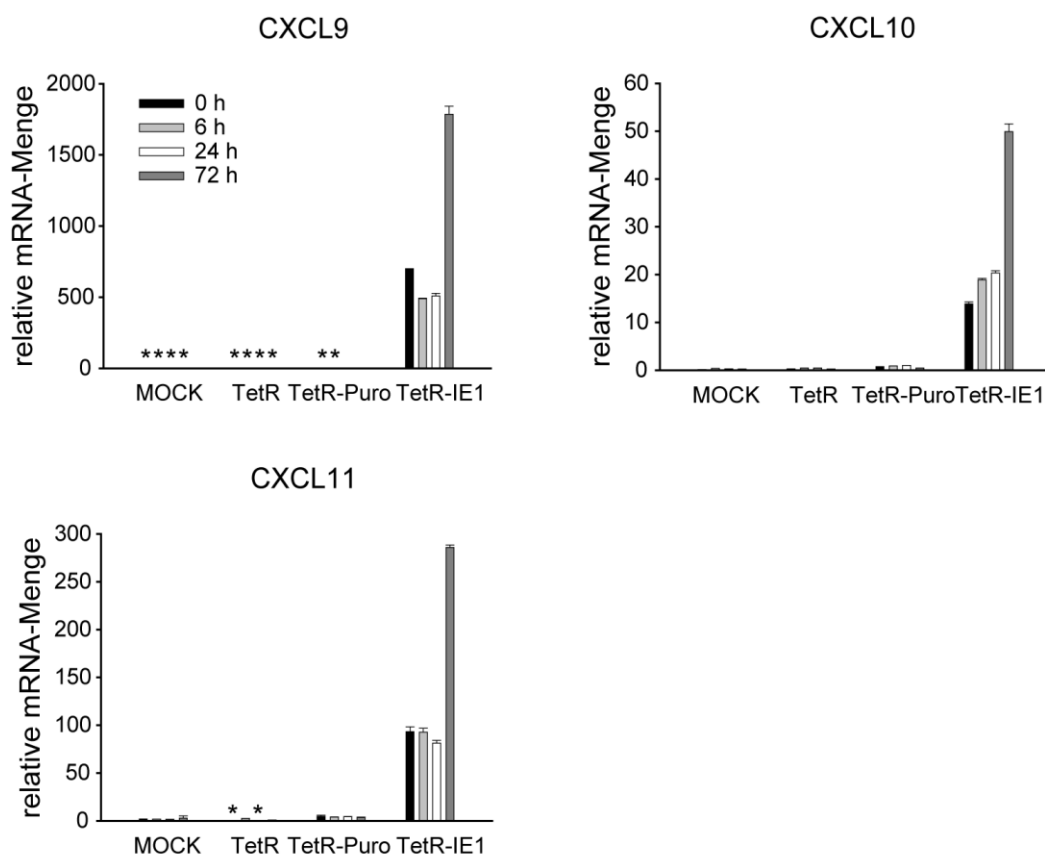 CXCL9
relative mRNA-Menge
2000
1500
1000
500
0
0 h
6 h
24 h
72 h
**** **** **
MOCK TetR TetR-Puro TetR-IE1
CXCL10
relative mRNA-Menge
60
50
40
30
20
10
0
MOCK TetR TetR-Puro TetR-IE1
CXCL11
relative mRNA-Menge
300
250
200
150
100
50
0
* *
MOCK TetR TetR-Puro TetR-IE1